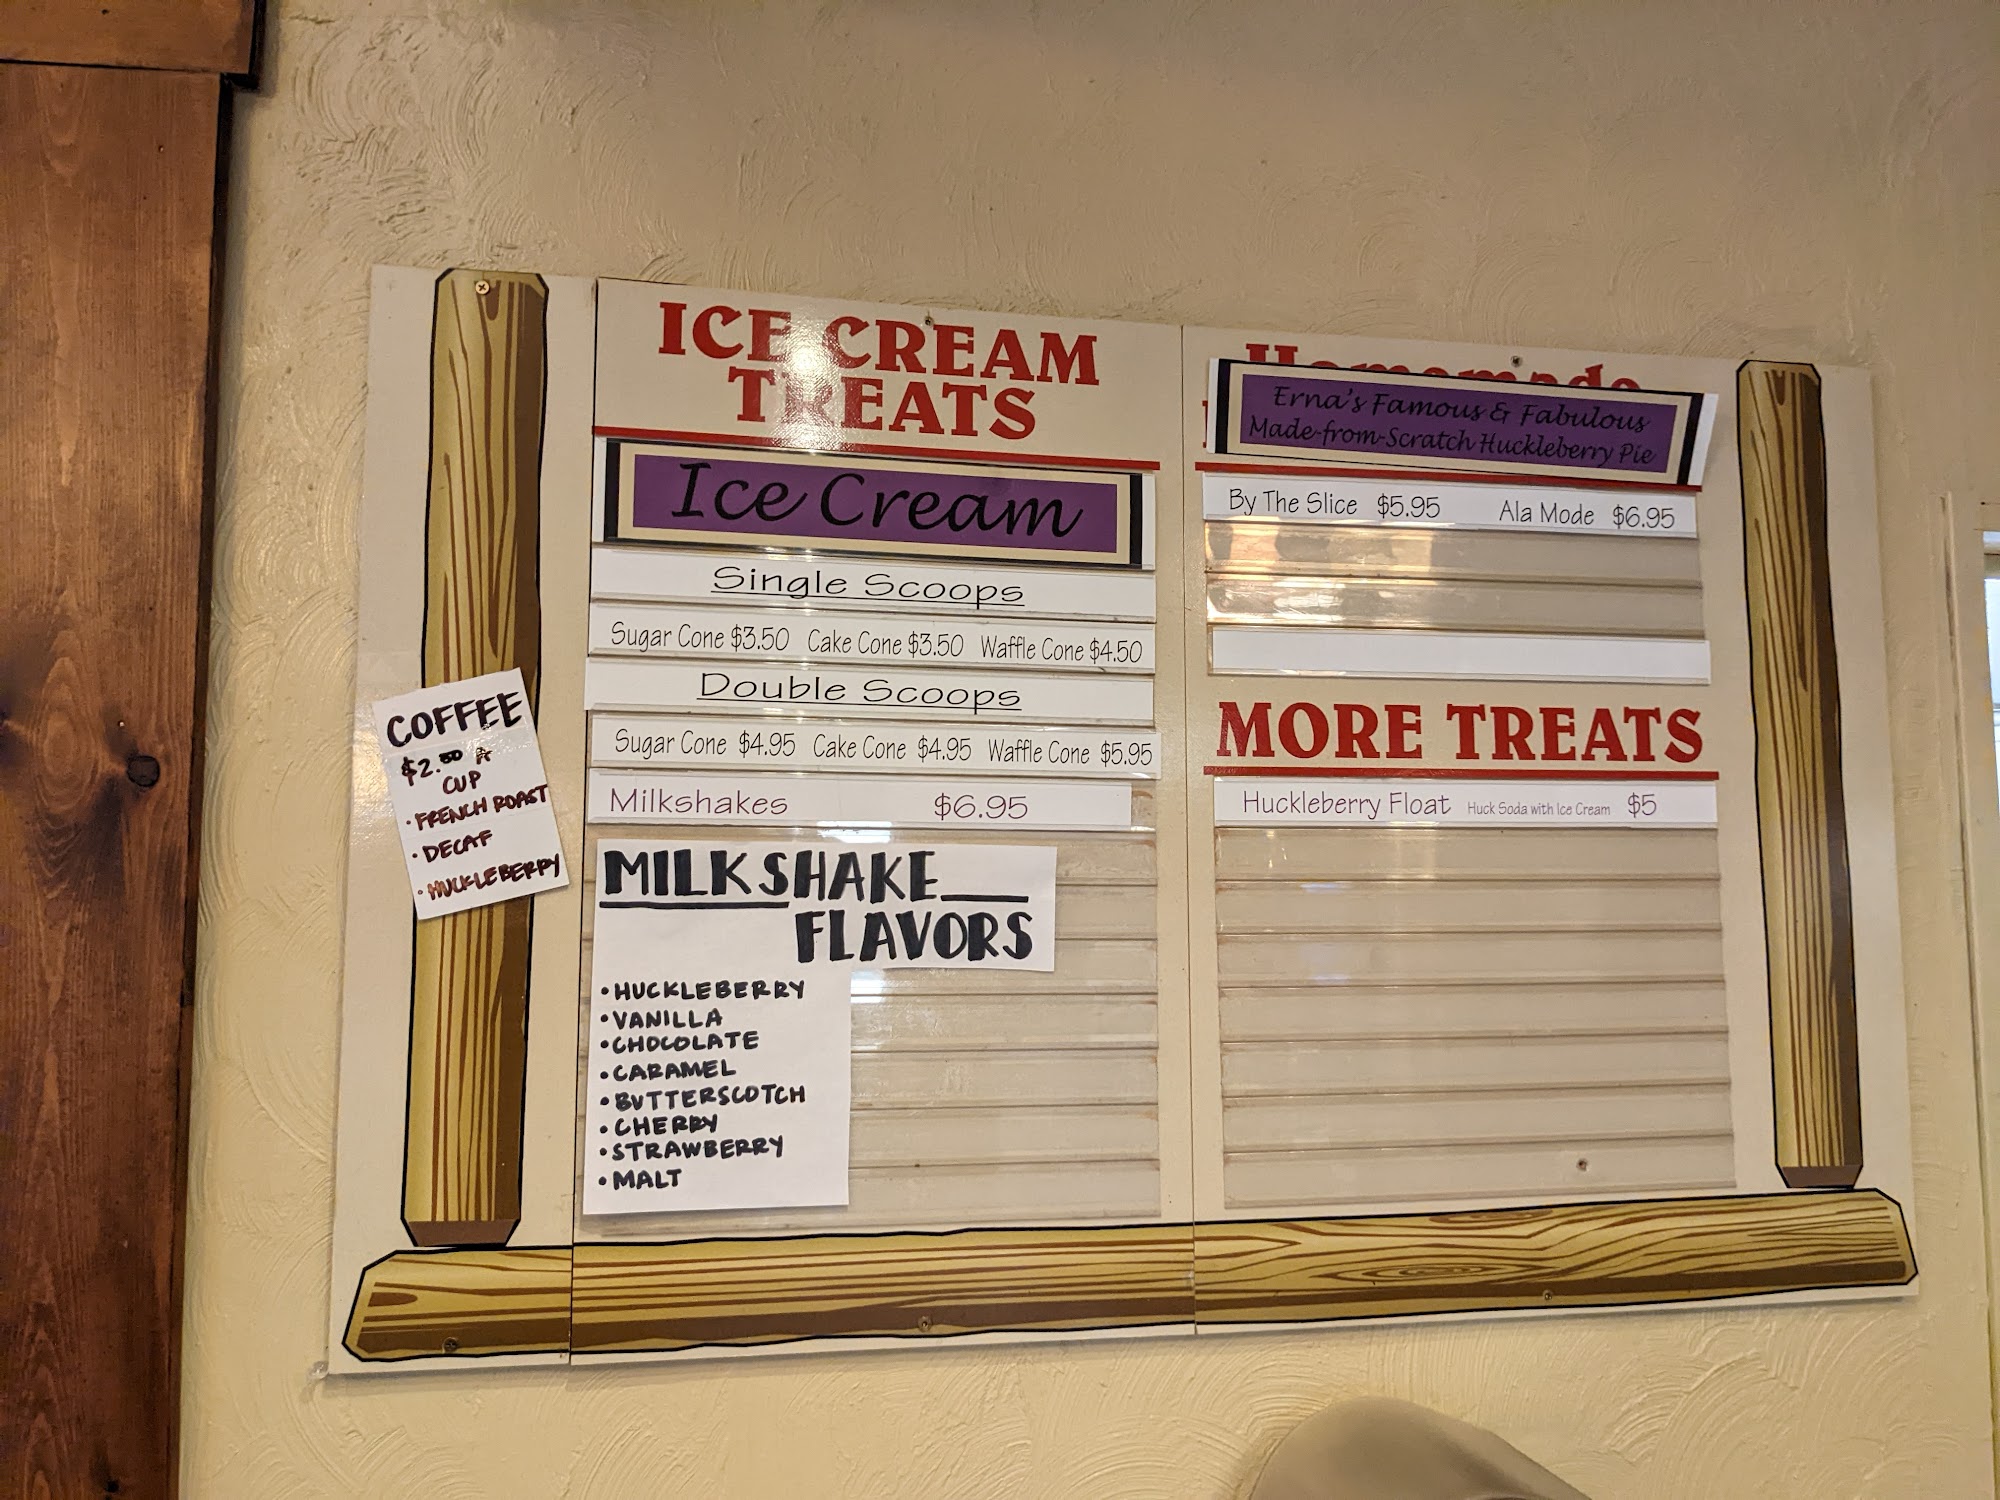 ICE CREAM
TREATS
Ice Cream
Single Scoops
Sugar Cone $3.50 Cake Cone $3.50 Waffle Cone $4.50
Double Scoops
Sugar Cone $4.95 Cake Cone $4.95 Waffle Cone $5.95
Milkshakes $6.95
MILKSHAKE
FLAVORS
• HUCKLEBERRY
• VANILLA
• CHOCOLATE
• CARAMEL
• BUTTERSCOTCH
• CHERRY
• STRAWBERRY
• MALT
COFFEE
$2.50 A
CUP
• FRENCH ROAST
• DECAF
• HUCKLEBERRY
Homemade
Erna's Famous & Fabulous
Made-from-Scratch Huckleberry Pie
By The Slice $5.95 Ala Mode $6.95
MORE TREATS
Huckleberry Float Huck Soda with Ice Cream $5